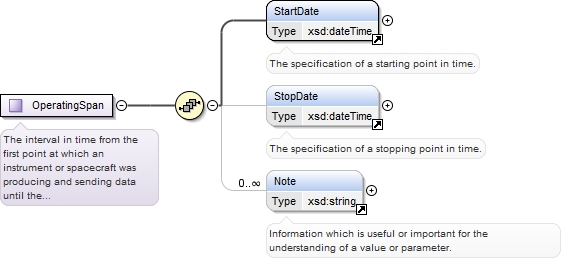 StartDate
Type xsd:dateTime
The specification of a starting point in time.
OperatingSpan
The interval in time from the
first point at which an
instrument or spacecraft was
producing and sending data
until the...
StopDate
Type xsd:dateTime
The specification of a stopping point in time.
0..∞
Note
Type xsd:string
Information which is useful or important for the
understanding of a value or parameter.